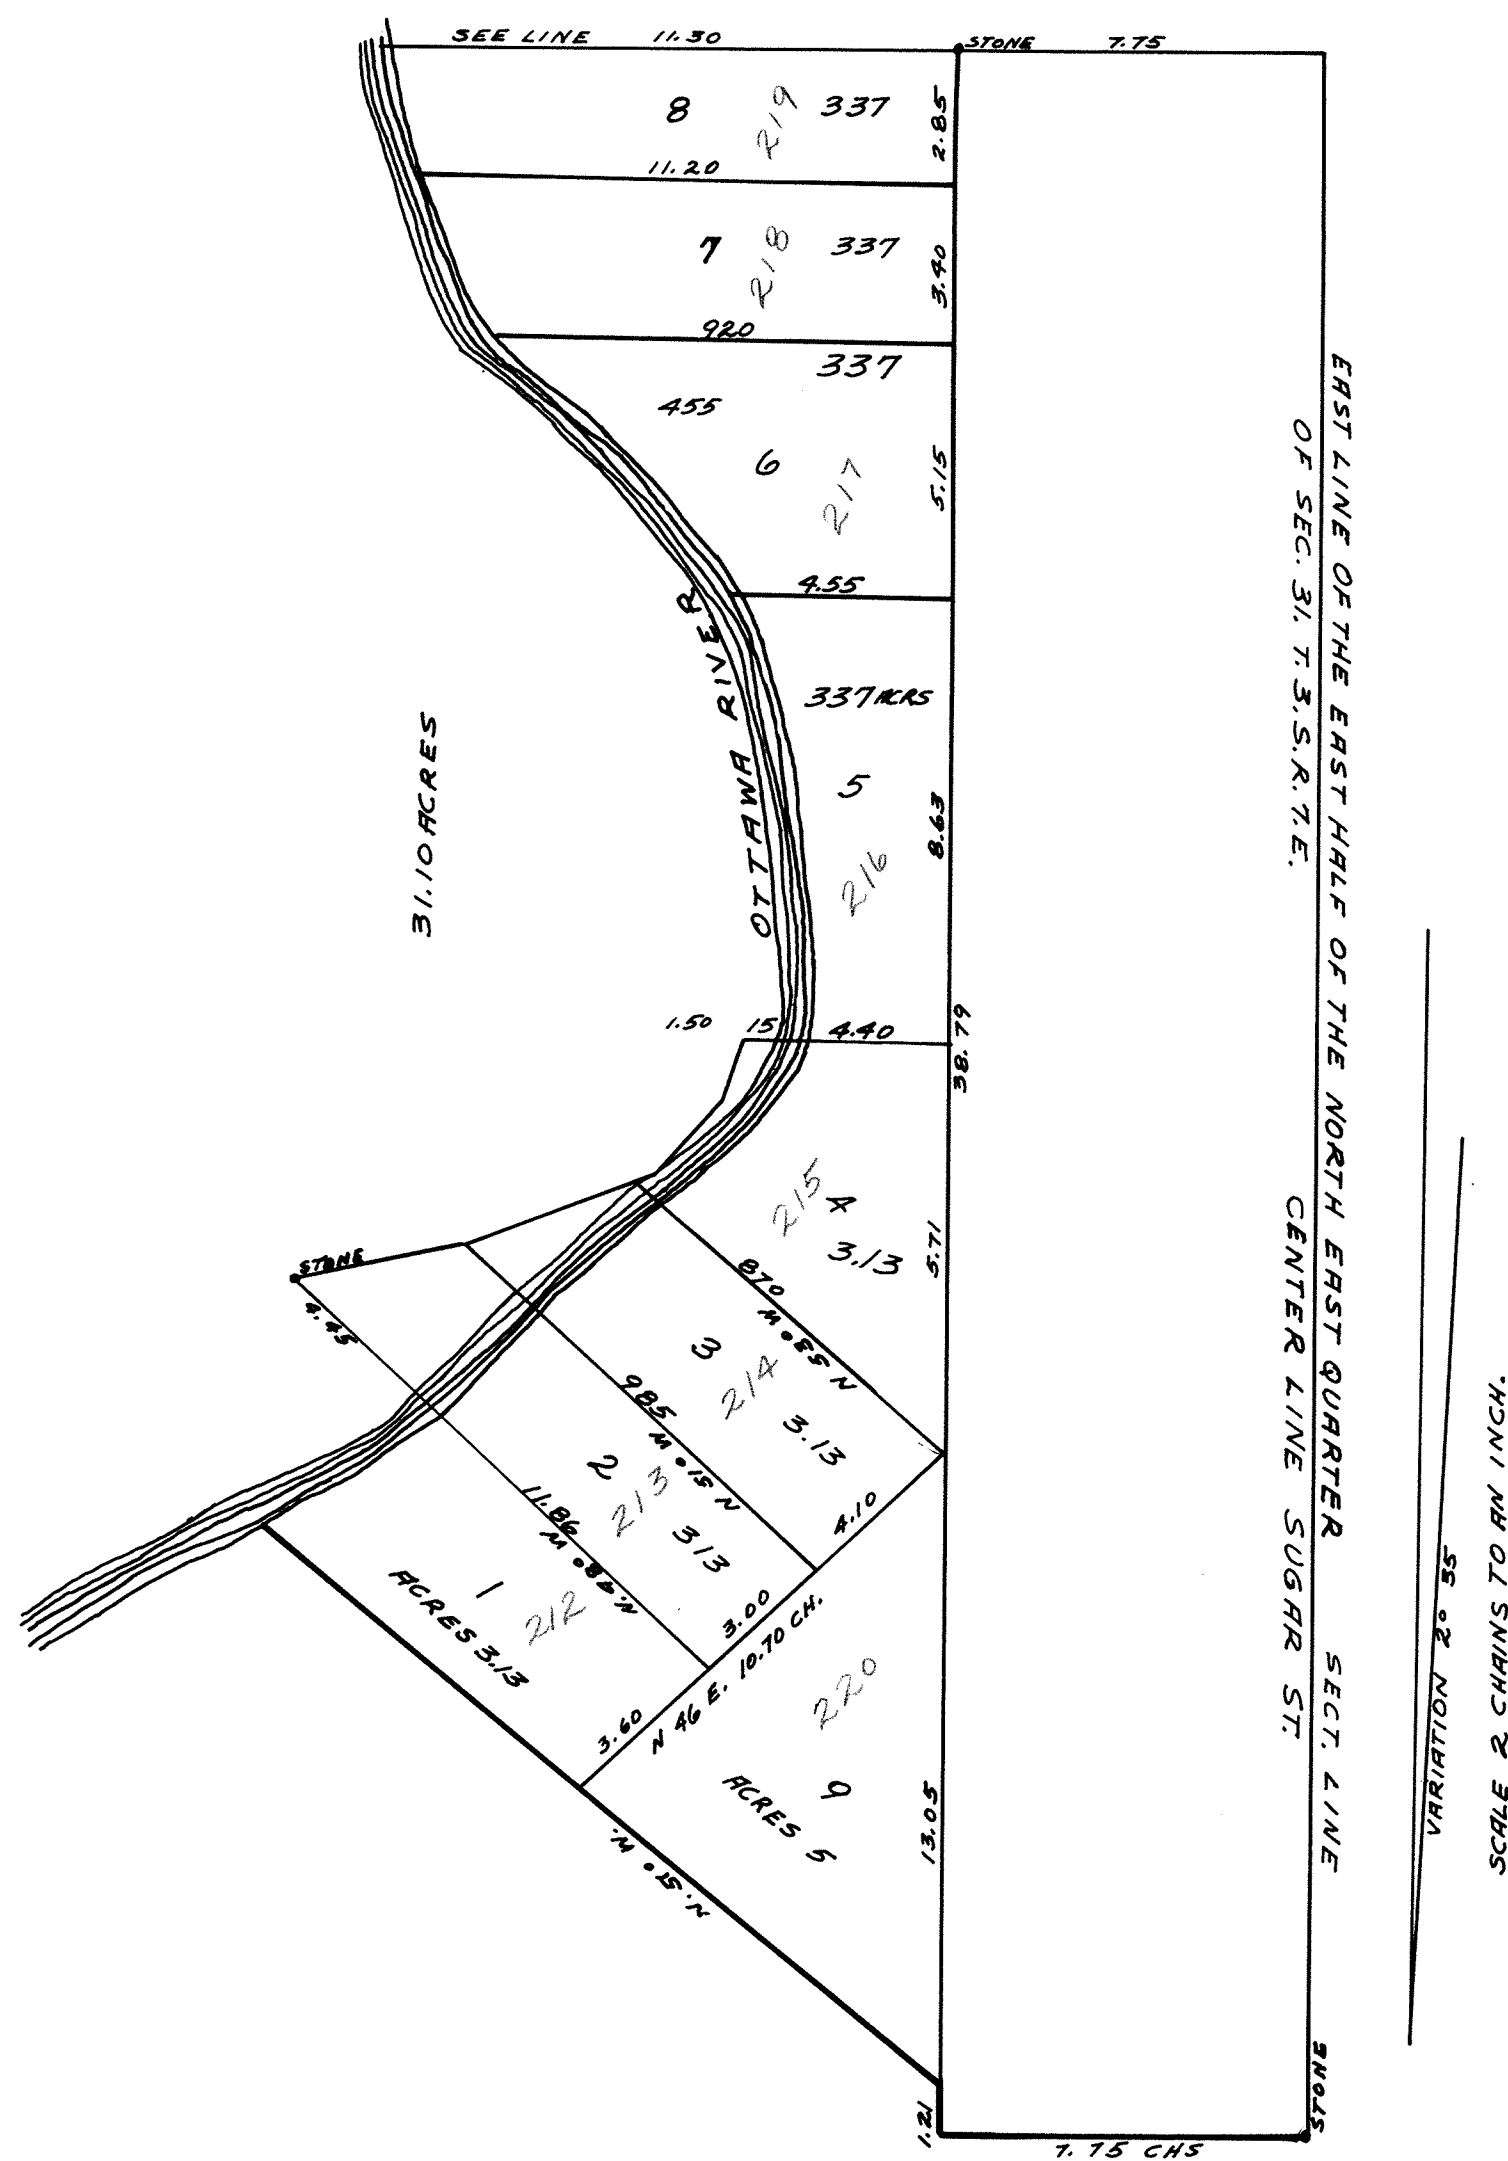 SEE LINE 11.30
STONE 7.75
8 219 337 2.85
11.20
7 218 337 3.40
920
337
455
6 217 5.15
4.55
OTTAWA RIVER
337 ACRS
5 8.63
216
31.10 ACRES
1.50 15 4.40
38.79
215 4 5.71
3.13
870
N 53° W
STONE
4.45
3 214 3.13
985
N 51° W
4.10
2 213 313
11.86
N. 48° W
3.00
1 212
ACRES 3.13
3.60
N 46 E. 10.70 CH.
220
9 13.05
ACRES 5
N. 51° W.
1.21
7.75 CHS
STONE
EAST LINE OF THE EAST HALF OF THE NORTH EAST QUARTER SECT. LINE
OF SEC. 31. T. 3. S. R. 7. E. CENTER LINE SUGAR ST.
VARIATION 2° 35
SCALE 2 CHAINS TO AN INCH.